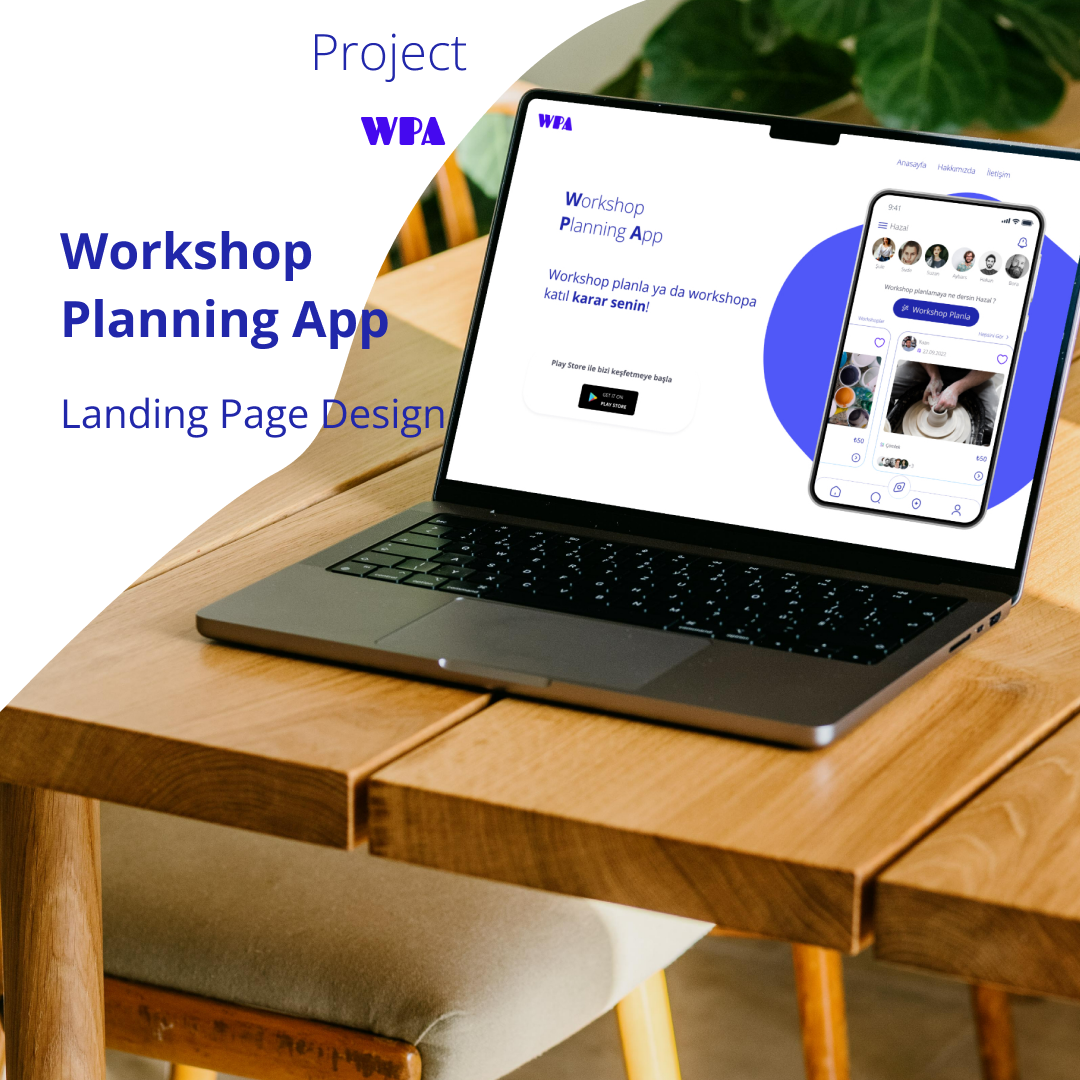 Project
WPA
Workshop
Planning App
Landing Page Design
WPA
Anasayfa Hakkımızda İletişim
Workshop
Planning App
Workshop planla ya da workshopa
katıl karar senin!
Play Store ile bizi keşfetmeye başla
GET IT ON
PLAY STORE
9:41
Hazal
Workshop planlamaya ne dersin Hazal ?
Workshop Planla
Workshoplar
Hepsini Gör
22.09.2023
₺50
₺50